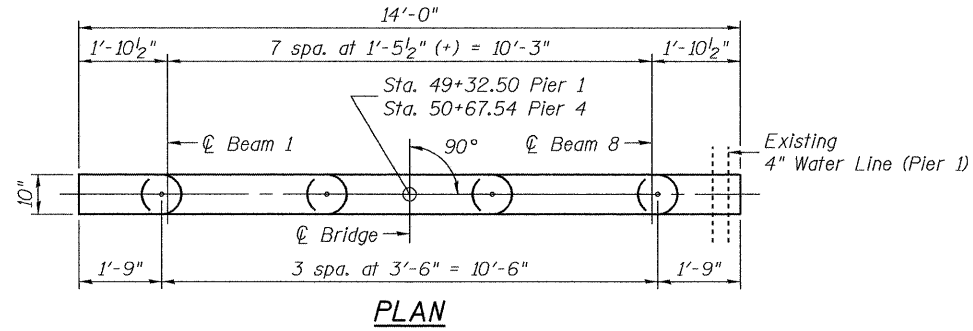 14'-0"
1'-10½" 7 spa. at 1'-5½" (+) = 10'-3" 1'-10½"
Sta. 49+32.50 Pier 1
Sta. 50+67.54 Pier 4
℄ Beam 1 90° ℄ Beam 8 Existing
4" Water Line (Pier 1)
10"
℄ Bridge
1'-9" 3 spa. at 3'-6" = 10'-6" 1'-9"
PLAN